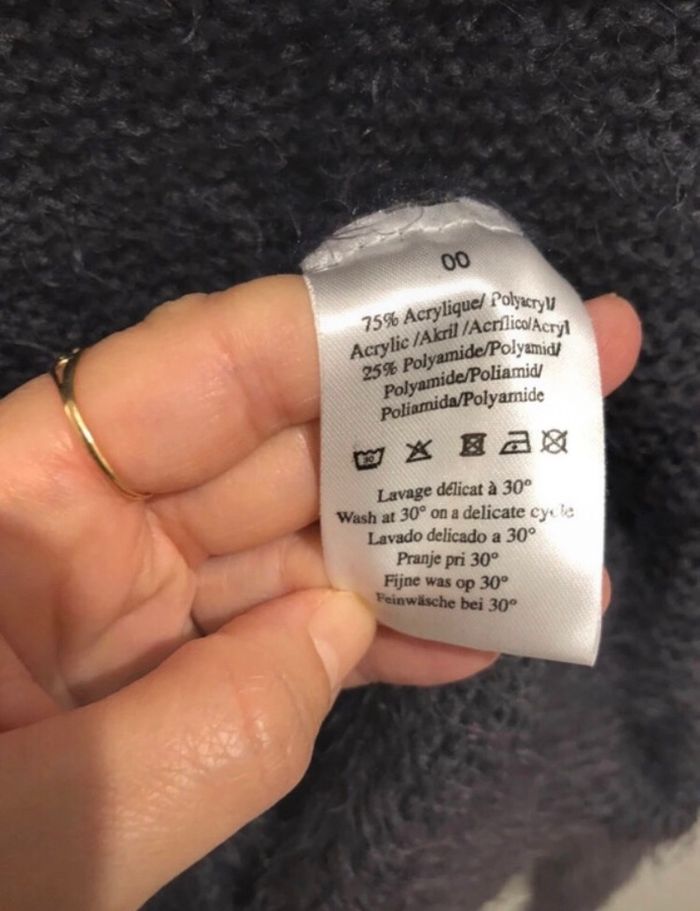 00
75% Acrylique/ Polyacryl/
Acrylic /Akril /Acrílico/Acryl
25% Polyamide/Polyamid/
Polyamide/Poliamid/
Poliamida/Polyamide
30
Lavage délicat à 30°
Wash at 30° on a delicate cycle
Lavado delicado a 30°
Pranje pri 30°
Fijne was op 30°
Feinwäsche bei 30°